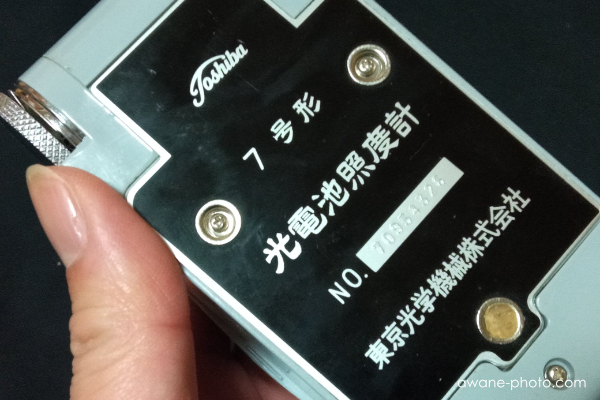 Toshiba
7号形
光電池照度計
NO.
東京光学機械株式会社
awane-photo.com